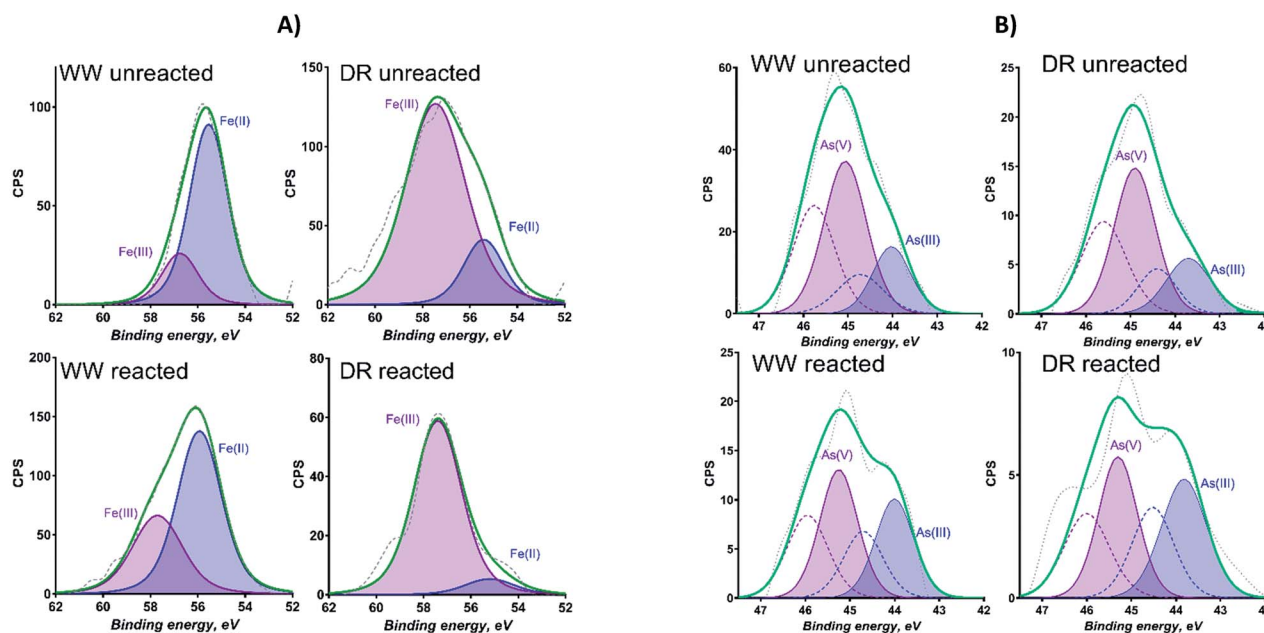 A)
WW unreacted
CPS
100
50
0
Fe(III)
Fe(II)
62 60 58 56 54 52
Binding energy, eV
DR unreacted
CPS
150
100
50
0
Fe(III)
Fe(II)
62 60 58 56 54 52
Binding energy, eV
WW reacted
CPS
200
150
100
50
0
Fe(III)
Fe(II)
62 60 58 56 54 52
Binding energy, eV
DR reacted
CPS
80
60
40
20
0
Fe(III)
Fe(II)
62 60 58 56 54 52
Binding energy, eV
B)
WW unreacted
CPS
60
40
20
0
As(V)
As(III)
47 46 45 44 43 42
Binding energy, eV
DR unreacted
CPS
25
20
15
10
5
0
As(V)
As(III)
47 46 45 44 43
Binding energy, eV
WW reacted
CPS
25
20
15
10
5
0
As(V)
As(III)
47 46 45 44 43 42
Binding energy, eV
DR reacted
CPS
10
5
0
As(V)
As(III)
47 46 45 44 43
Binding energy, eV